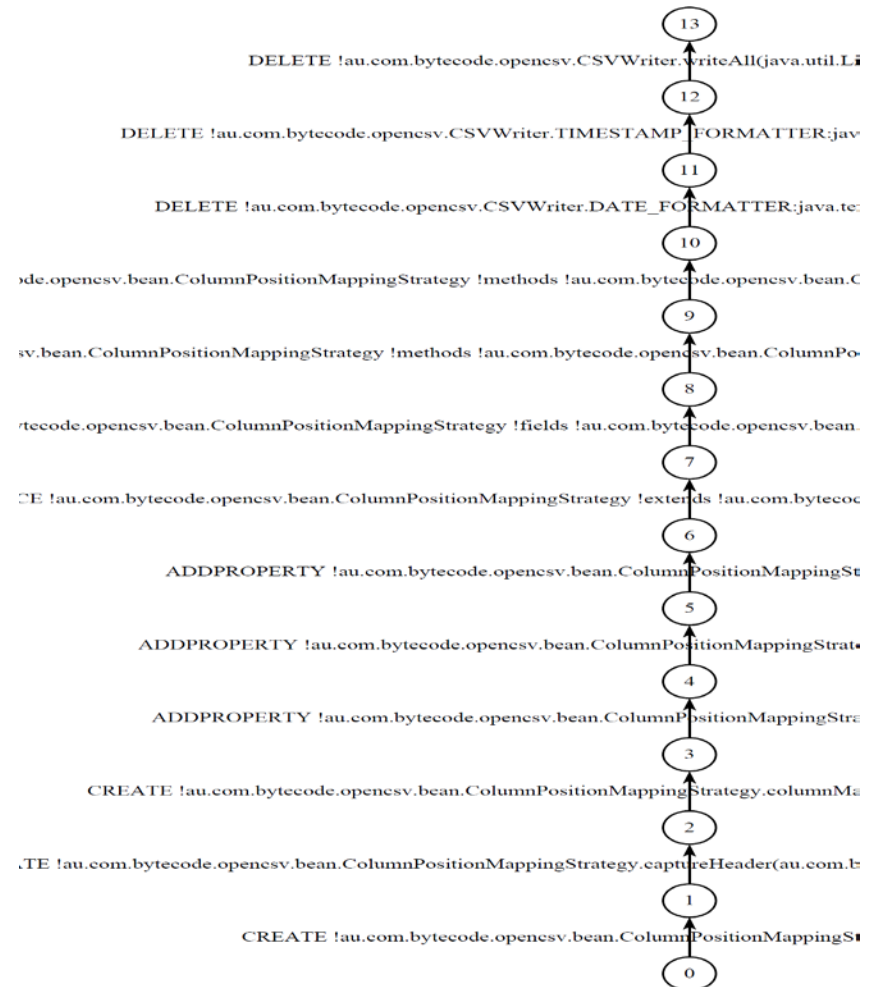 13
DELETE !au.com.bytecode.opencsv.CSVWriter.writeAll(java.util.Li
12
DELETE !au.com.bytecode.opencsv.CSVWriter.TIMESTAMP_FORMATTER:jav
11
DELETE !au.com.bytecode.opencsv.CSVWriter.DATE_FORMATTER:java.te
10
de.opencsv.bean.ColumnPositionMappingStrategy !methods !au.com.bytecode.opencsv.bean.C
9
sv.bean.ColumnPositionMappingStrategy !methods !au.com.bytecode.opencsv.bean.ColumnPo
8
tecode.opencsv.bean.ColumnPositionMappingStrategy !fields !au.com.bytecode.opencsv.bean
7
CE !au.com.bytecode.opencsv.bean.ColumnPositionMappingStrategy !extends !au.com.bytecod
6
ADDPROPERTY !au.com.bytecode.opencsv.bean.ColumnPositionMappingSt
5
ADDPROPERTY !au.com.bytecode.opencsv.bean.ColumnPositionMappingStrat
4
ADDPROPERTY !au.com.bytecode.opencsv.bean.ColumnPositionMappingStra
3
CREATE !au.com.bytecode.opencsv.bean.ColumnPositionMappingStrategy.columnMa
2
ATE !au.com.bytecode.opencsv.bean.ColumnPositionMappingStrategy.captureHeader(au.com.b
1
CREATE !au.com.bytecode.opencsv.bean.ColumnPositionMappingS
0